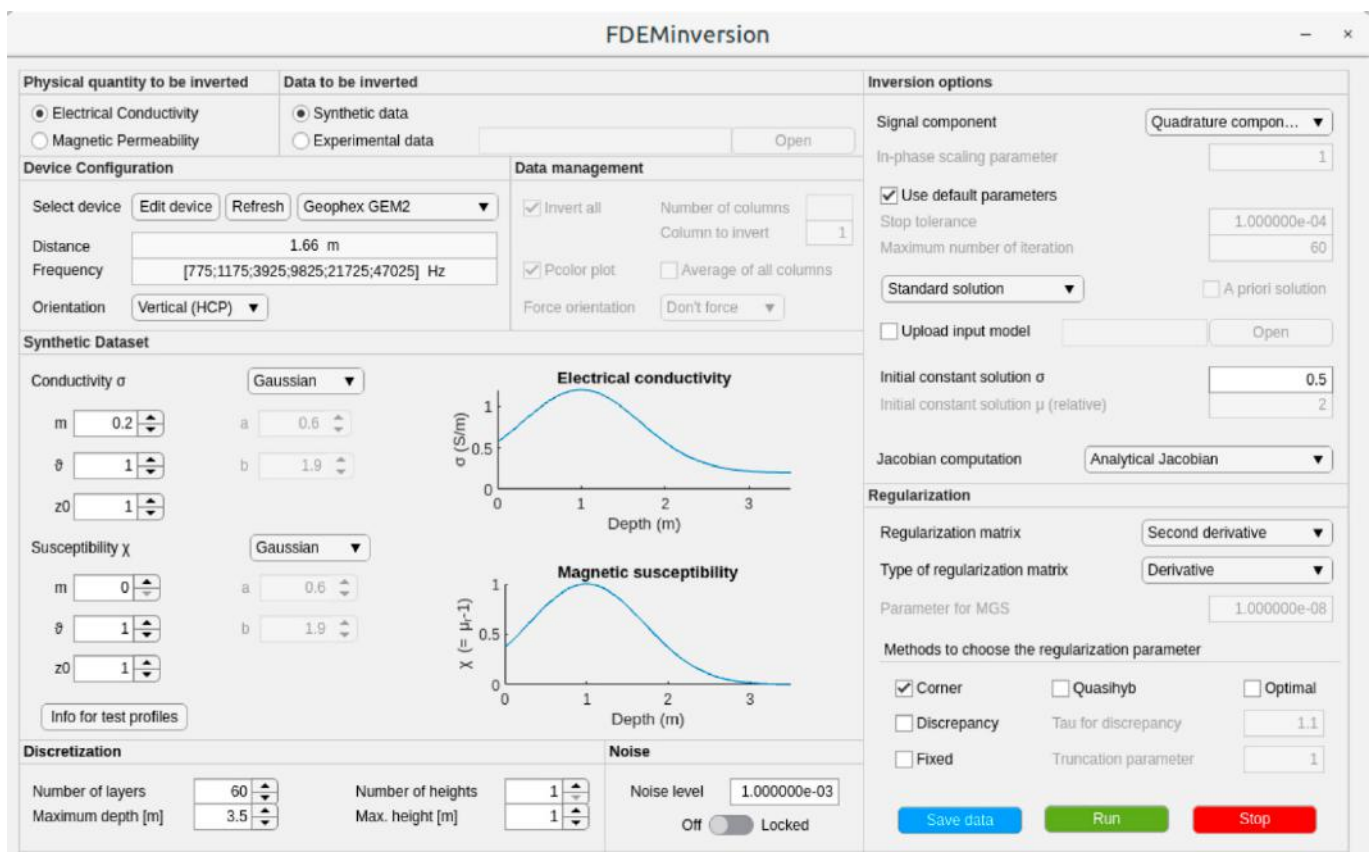 FDEMinversion
Physical quantity to be inverted
Electrical Conductivity
Magnetic Permeability
Data to be inverted
Synthetic data
Experimental data Open
Device Configuration
Select device Edit device Refresh Geophex GEM2
Distance 1.66 m
Frequency [775;1175;3925;9825;21725;47025] Hz
Orientation Vertical (HCP)
Data management
Invert all Number of columns
Column to invert 1
Pcolor plot Average of all columns
Force orientation Don't force
Synthetic Dataset
Conductivity σ Gaussian
m 0.2 a 0.6
ϑ 1 b 1.9
z0 1
Susceptibility χ Gaussian
m 0 a 0.6
ϑ 1 b 1.9
z0 1
Info for test profiles
Electrical conductivity
σ (S/m)
1
0.5
0
0 1 2 3
Depth (m)
Magnetic susceptibility
χ (= μr-1)
1
0.5
0
0 1 2 3
Depth (m)
Discretization
Number of layers 60 Number of heights 1
Maximum depth [m] 3.5 Max. height [m] 1
Noise
Noise level 1.000000e-03
Off Locked
Inversion options
Signal component Quadrature compon...
In-phase scaling parameter 1
Use default parameters
Stop tolerance 1.000000e-04
Maximum number of iteration 60
Standard solution A priori solution
Upload input model Open
Initial constant solution σ 0.5
Initial constant solution μ (relative) 2
Jacobian computation Analytical Jacobian
Regularization
Regularization matrix Second derivative
Type of regularization matrix Derivative
Parameter for MGS 1.000000e-08
Methods to choose the regularization parameter
Corner Quasihyb Optimal
Discrepancy Tau for discrepancy 1.1
Fixed Truncation parameter 1
Save data Run Stop